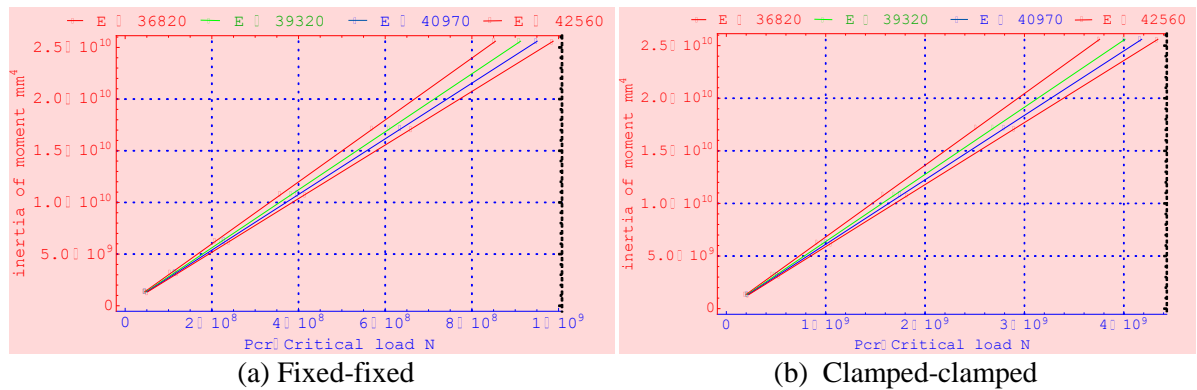 E 36820 E 39320 E 40970 E 42560
2.5 10^10
2.0 10^10
1.5 10^10
1.0 10^10
5.0 10^9
0
inertia of moment mm^4
0 2 10^8 4 10^8 6 10^8 8 10^8 1 10^9
Pcr Critical load N
(a) Fixed-fixed
E 36820 E 39320 E 40970 E 42560
2.5 10^10
2.0 10^10
1.5 10^10
1.0 10^10
5.0 10^9
0
inertia of moment mm^4
0 1 10^9 2 10^9 3 10^9 4 10^9
Pcr Critical load N
(b) Clamped-clamped